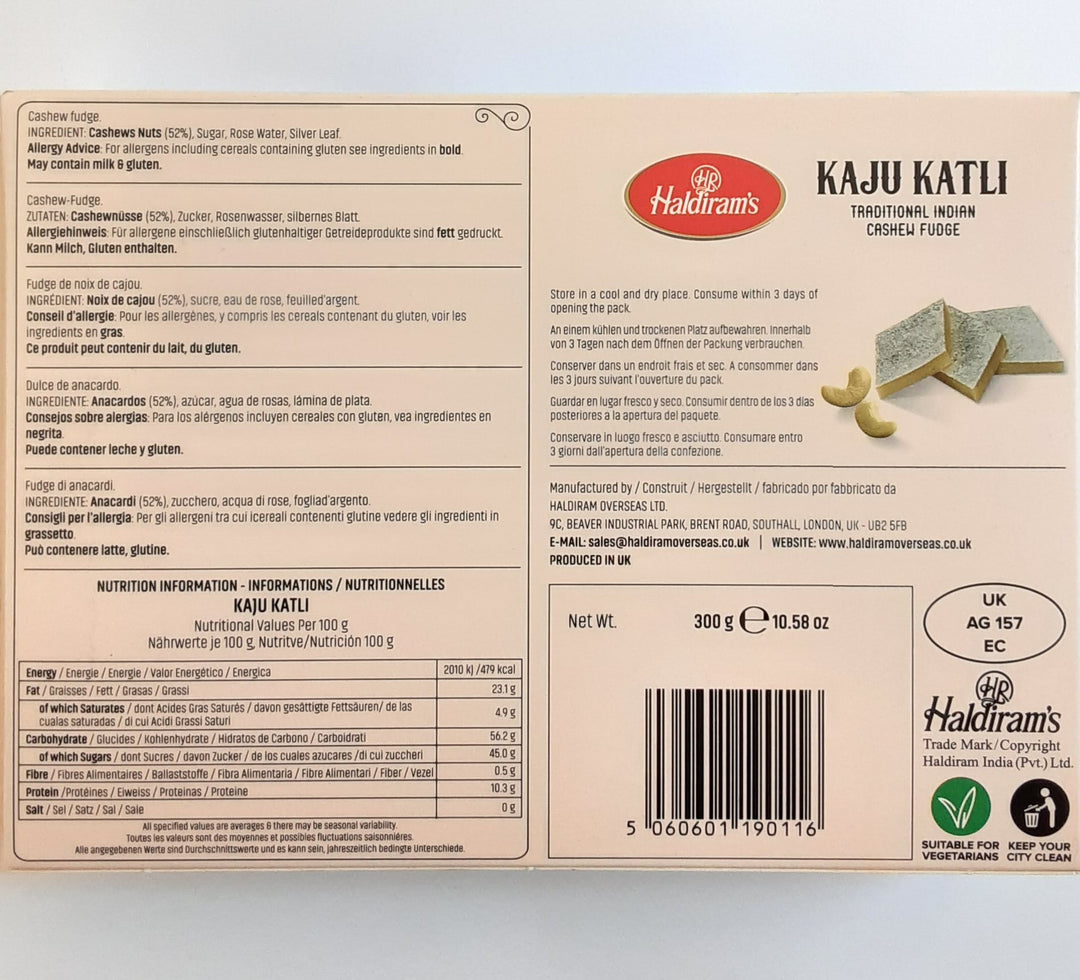 Cashew fudge.
INGREDIENT: Cashews Nuts (52%), Sugar, Rose Water, Silver Leaf.
Allergy Advice: For allergens including cereals containing gluten see ingredients in bold.
May contain milk & gluten.
Cashew-Fudge.
ZUTATEN: Cashewnüsse (52%), Zucker, Rosenwasser, silbernes Blatt.
Allergiehinweis: Für allergene einschließlich glutenhaltiger Getreideprodukte sind fett gedruckt.
Kann Milch, Gluten enthalten.
Fudge de noix de cajou.
INGRÉDIENT: Noix de cajou (52%), sucre, eau de rose, feuilled'argent.
Conseil d'allergie: Pour les allergènes, y compris les cereals contenant du gluten, voir les
ingredients en gras.
Ce produit peut contenir du lait, du gluten.
Dulce de anacardo.
INGREDIENTE: Anacardos (52%), azúcar, agua de rosas, lámina de plata.
Consejos sobre alergias: Para los alérgenos incluyen cereales con gluten, vea ingredientes en
negrita.
Puede contener leche y gluten.
Fudge di anacardi.
INGREDIENTE: Anacardi (52%), zucchero, acqua di rose, fogliad'argento.
Consigli per l'allergia: Per gli allergeni tra cui icereali contenenti glutine vedere gli ingredienti in
grassetto.
Può contenere latte, glutine.
NUTRITION INFORMATION - INFORMATIONS / NUTRITIONNELLES
KAJU KATLI
Nutritional Values Per 100 g
Nährwerte je 100 g, Nutritve/Nutrición 100 g
Energy / Energie / Energie / Valor Energético / Energica 2010 kJ /479 kcal
Fat / Graisses / Fett / Grasas / Grassi 23.1 g
of which Saturates / dont Acides Gras Saturés / davon gesättigte Fettsäuren/ de las
cualas saturadas / di cui Acidi Grassi Saturi 4.9 g
Carbohydrate / Glucides / Kohlenhydrate / Hidratos de Carbono / Carboidrati 56.2 g
of which Sugars / dont Sucres / davon Zucker / de los cuales azucares /di cui zuccheri 45.0 g
Fibre / Fibres Alimentaires / Ballaststoffe / Fibra Alimentaria / Fibre Alimentari / Fiber / Vezel 0.5 g
Protein /Protéines / Eiweiss / Proteinas / Proteine 10.3 g
Salt / Sel / Satz / Sal / Sale 0 g
All specified values are averages & there may be seasonal variability.
Toutes les valeurs sont des moyennes et possibles fluctuations saisonnières.
Alle angegebenen Werte sind Durchschnittswerte und es kann sein, jahreszeitlich bedingte Unterschiede.
HR
Haldiram's
KAJU KATLI
TRADITIONAL INDIAN
CASHEW FUDGE
Store in a cool and dry place. Consume within 3 days of
opening the pack.
An einem kühlen und trockenen Platz aufbewahren. Innerhalb
von 3 Tagen nach dem Öffnen der Packung verbrauchen.
Conserver dans un endroit frais et sec. A consommer dans
les 3 jours suivant l'ouverture du pack.
Guardar en lugar fresco y seco. Consumir dentro de los 3 días
posteriores a la apertura del paquete.
Conservare in luogo fresco e asciutto. Consumare entro
3 giorni dall'apertura della confezione.
Manufactured by / Construit / Hergestellt / fabricado por fabbricato da
HALDIRAM OVERSEAS LTD.
9C, BEAVER INDUSTRIAL PARK, BRENT ROAD, SOUTHALL, LONDON, UK - UB2 5FB
E-MAIL: sales@haldiramoverseas.co.uk | WEBSITE: www.haldiramoverseas.co.uk
PRODUCED IN UK
Net Wt. 300 g ℮ 10.58 oz
5 060601 190116
UK
AG 157
EC
HR
Haldiram's
Trade Mark/Copyright
Haldiram India (Pvt.) Ltd.
SUITABLE FOR
VEGETARIANS
KEEP YOUR
CITY CLEAN